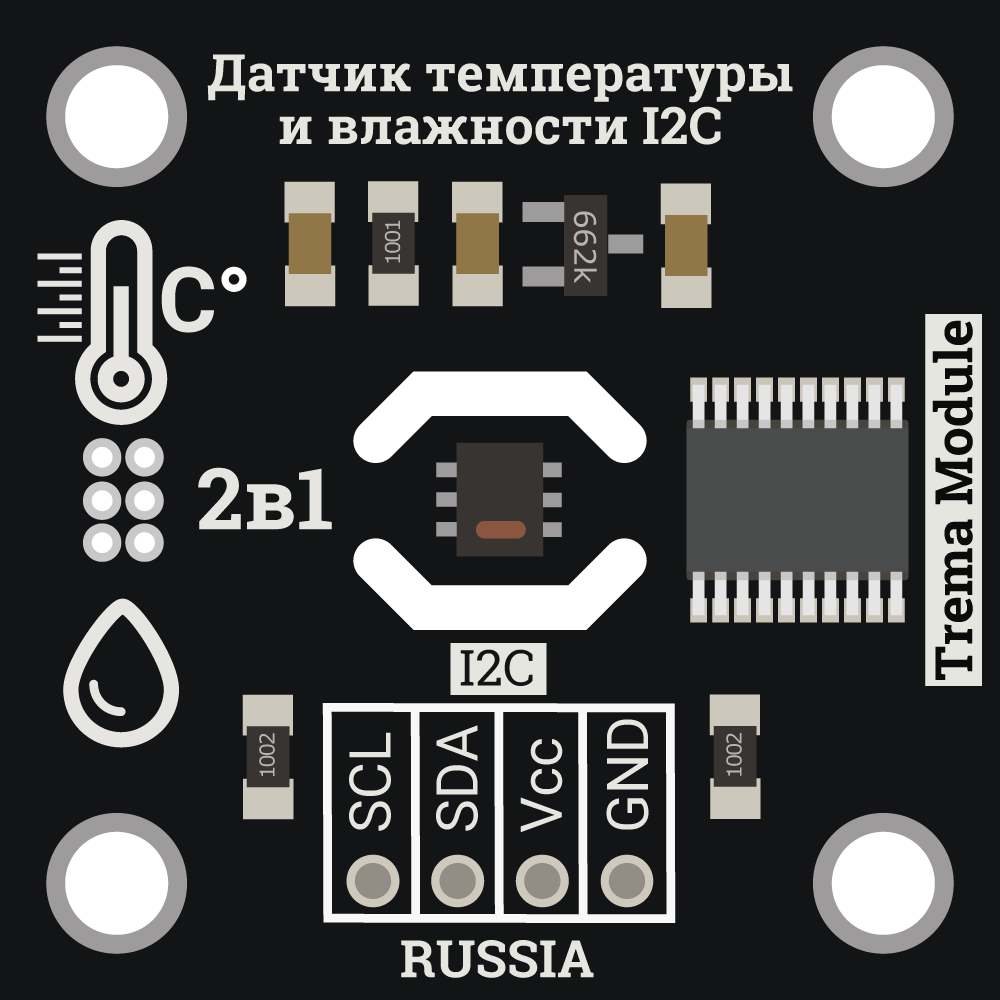 Датчик температуры
и влажности I2C
1001
662k
C°
Trema Module
2в1
I2C
1002
1002
SCL
SDA
Vcc
GND
RUSSIA